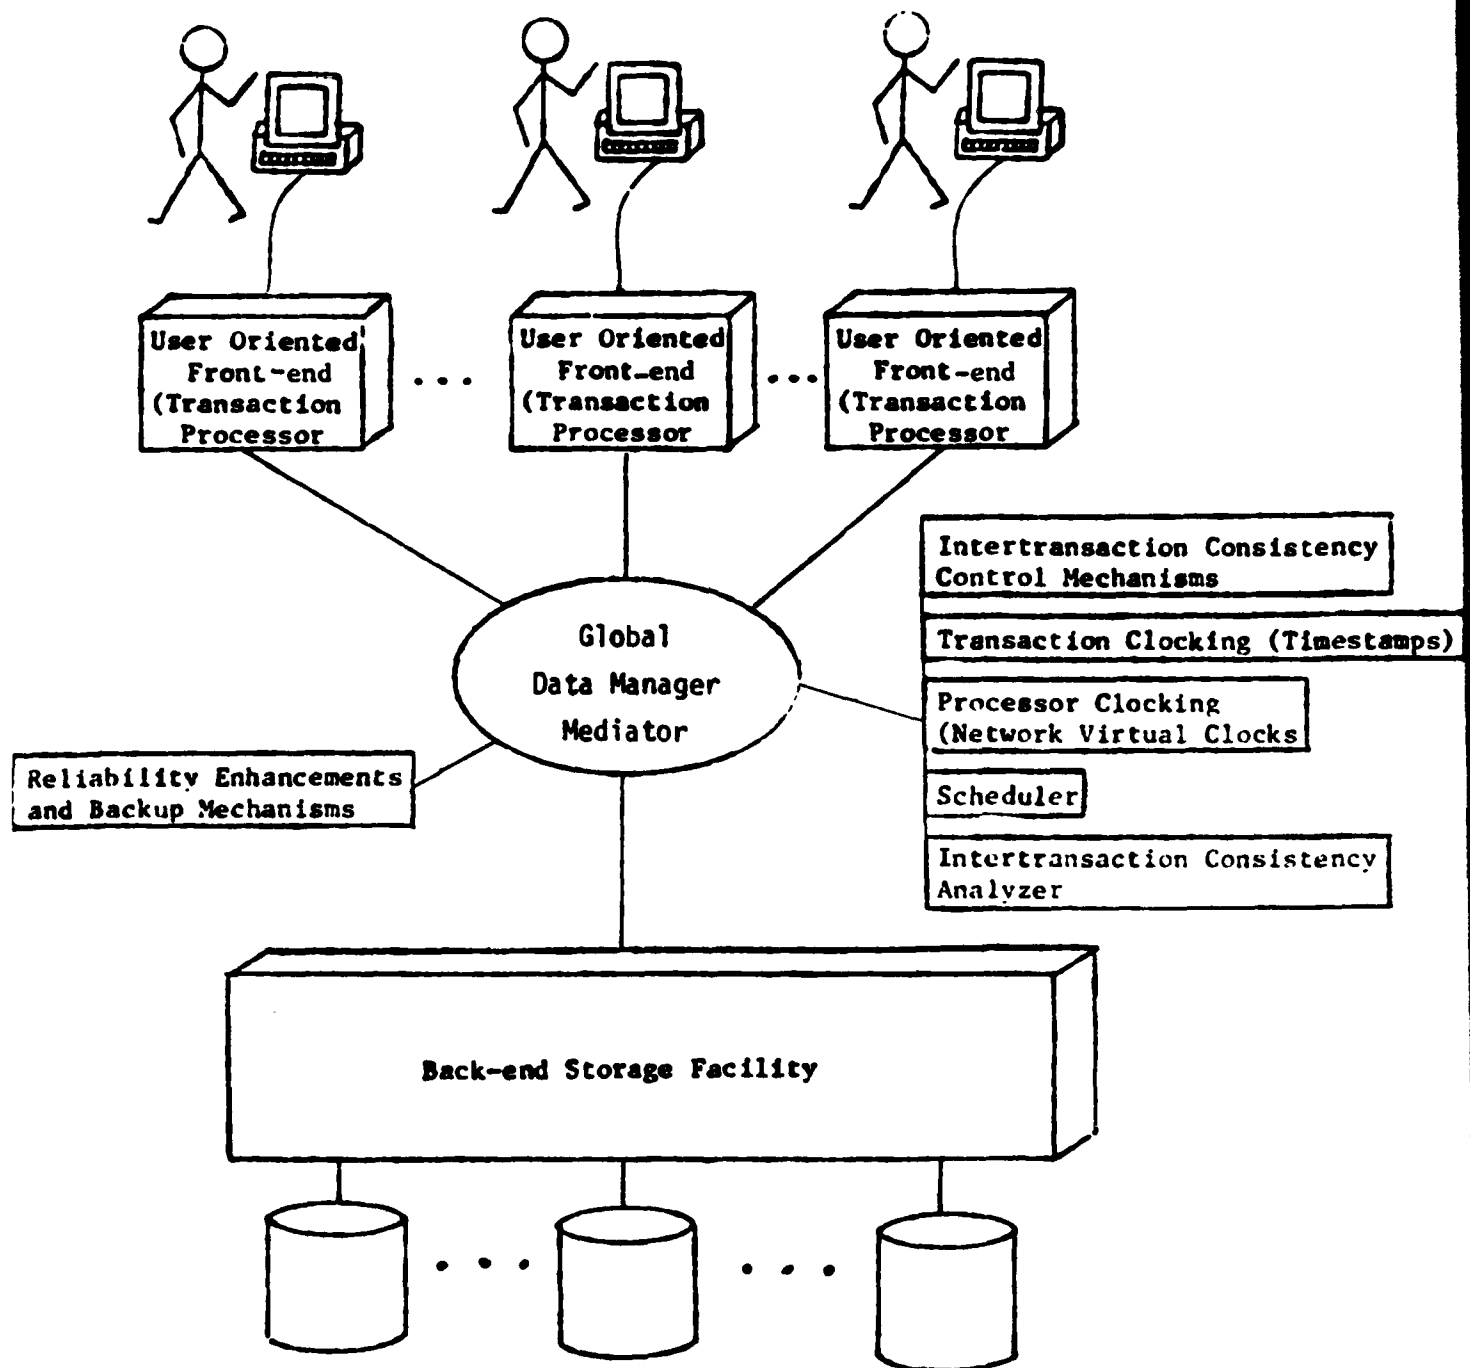 User Oriented
Front-end
(Transaction
Processor
User Oriented
Front-end
(Transaction
Processor
User Oriented
Front-end
(Transaction
Processor
Global
Data Manager
Mediator
Intertransaction Consistency
Control Mechanisms
Transaction Clocking (Timestamps)
Processor Clocking
(Network Virtual Clocks
Scheduler
Intertransaction Consistency
Analyzer
Reliability Enhancements
and Backup Mechanisms
Back-end Storage Facility